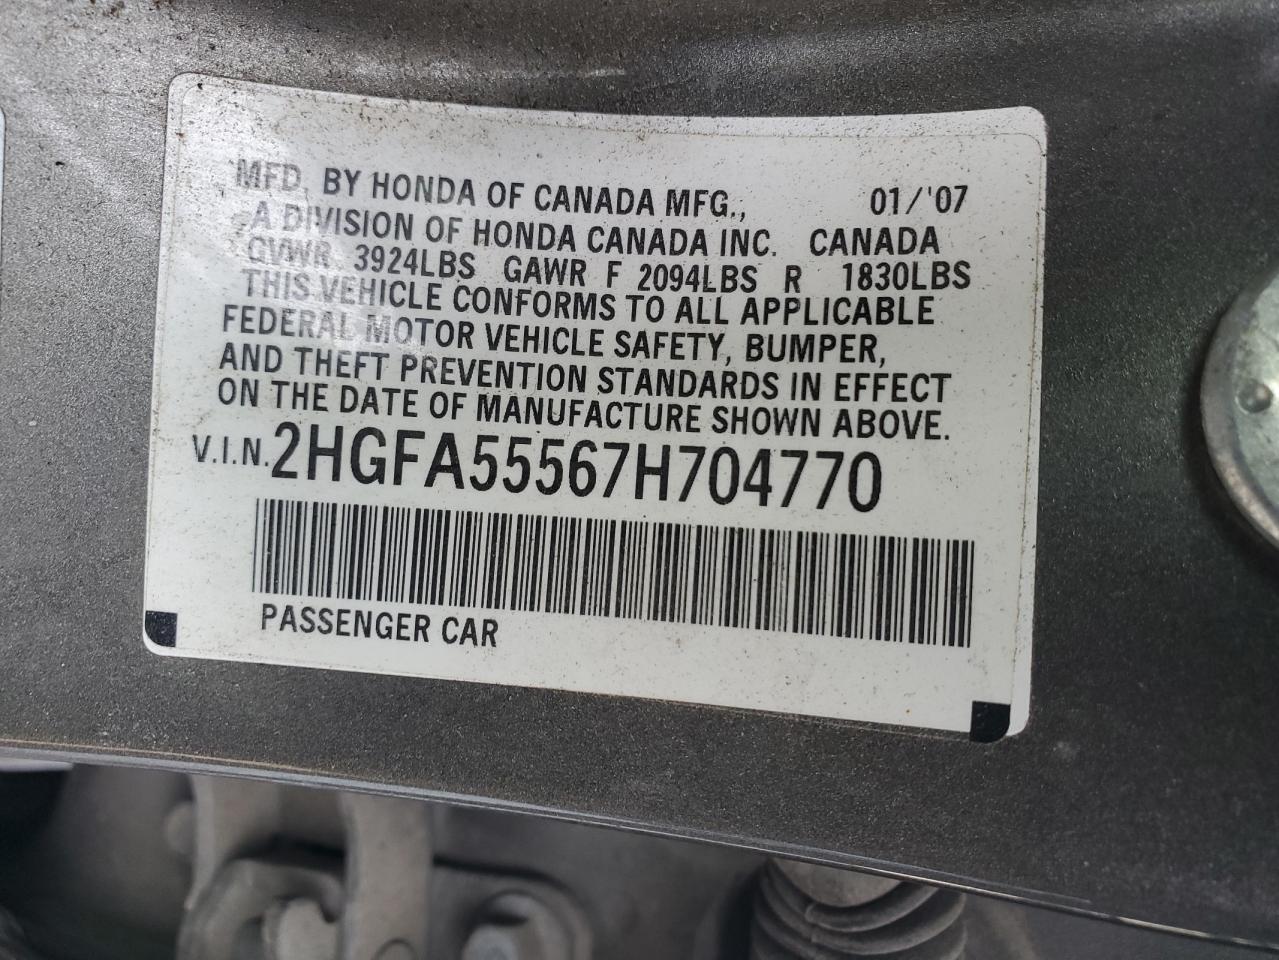 MFD. BY HONDA OF CANADA MFG., 01/'07
A DIVISION OF HONDA CANADA INC. CANADA
GVWR 3924LBS GAWR F 2094LBS R 1830LBS
THIS VEHICLE CONFORMS TO ALL APPLICABLE
FEDERAL MOTOR VEHICLE SAFETY, BUMPER,
AND THEFT PREVENTION STANDARDS IN EFFECT
ON THE DATE OF MANUFACTURE SHOWN ABOVE.
V.I.N. 2HGFA55567H704770
PASSENGER CAR